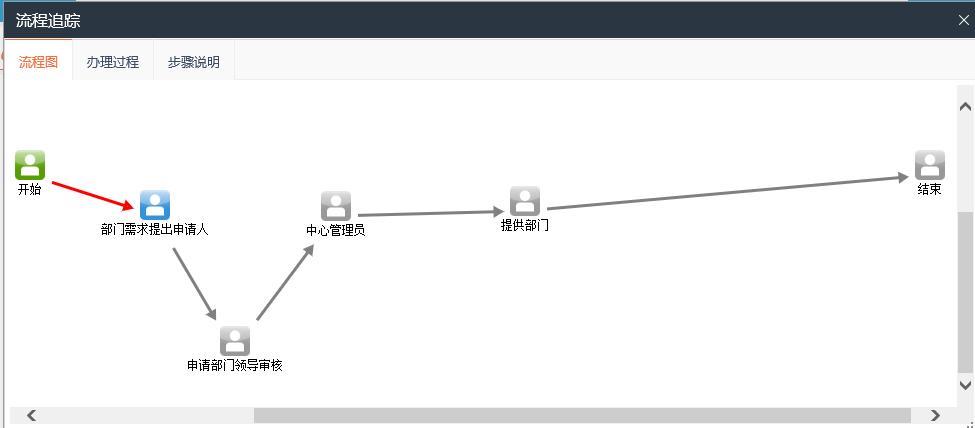 流程追踪
流程图 办理过程 步骤说明
开始
部门需求提出申请人
中心管理员
提供部门
结束
申请部门领导审核